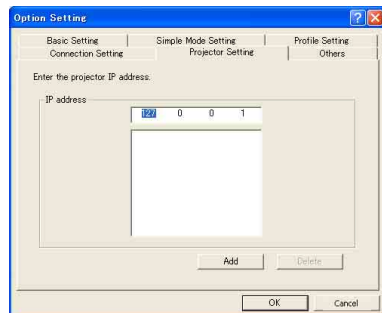 Option Setting
Basic Setting Simple Mode Setting Profile Setting
Connection Setting Projector Setting Others
Enter the projector IP address.
IP address
127 0 0 1
Add Delete
OK Cancel